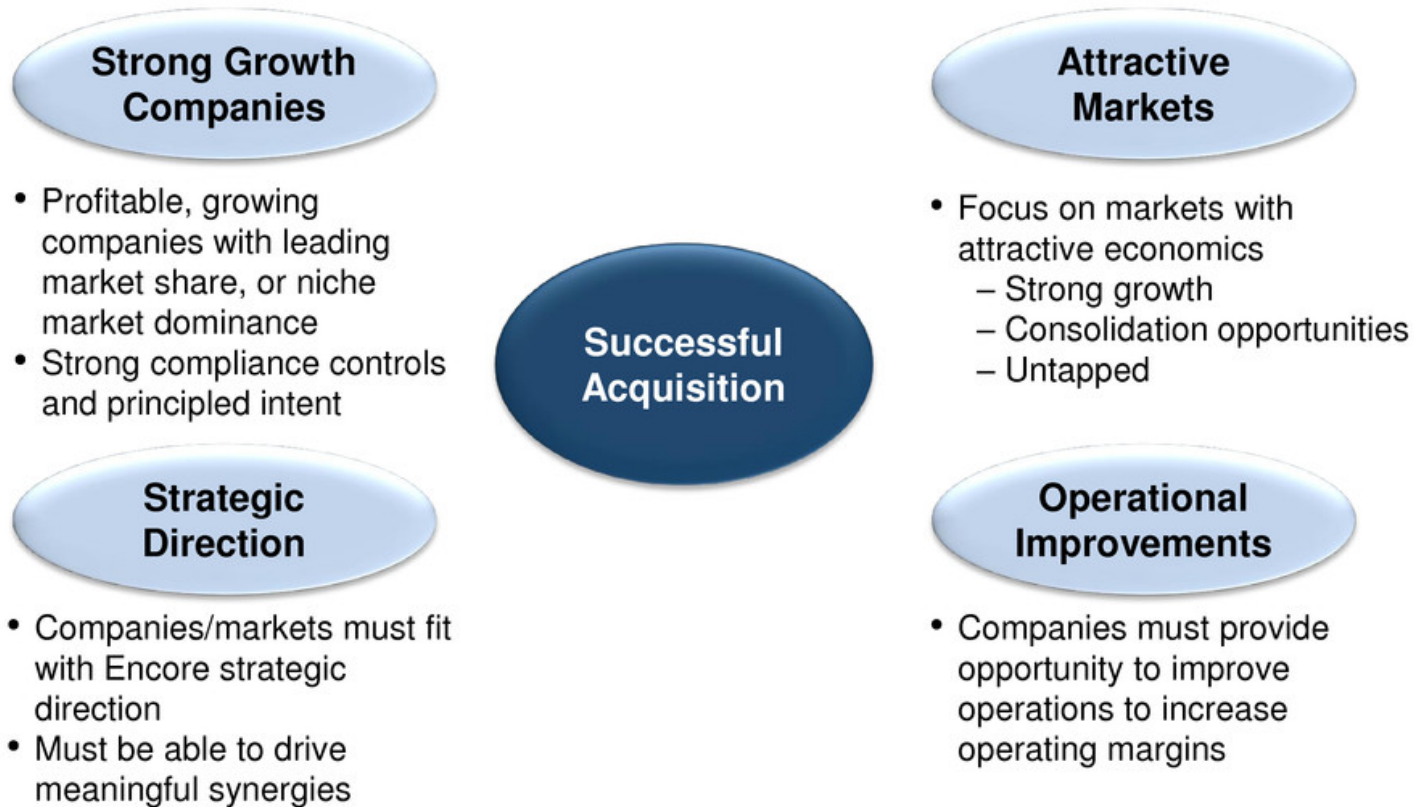 Strong Growth
Companies
• Profitable, growing
companies with leading
market share, or niche
market dominance
• Strong compliance controls
and principled intent
Attractive
Markets
• Focus on markets with
attractive economics
– Strong growth
– Consolidation opportunities
– Untapped
Successful
Acquisition
Strategic
Direction
• Companies/markets must fit
with Encore strategic
direction
• Must be able to drive
meaningful synergies
Operational
Improvements
• Companies must provide
opportunity to improve
operations to increase
operating margins